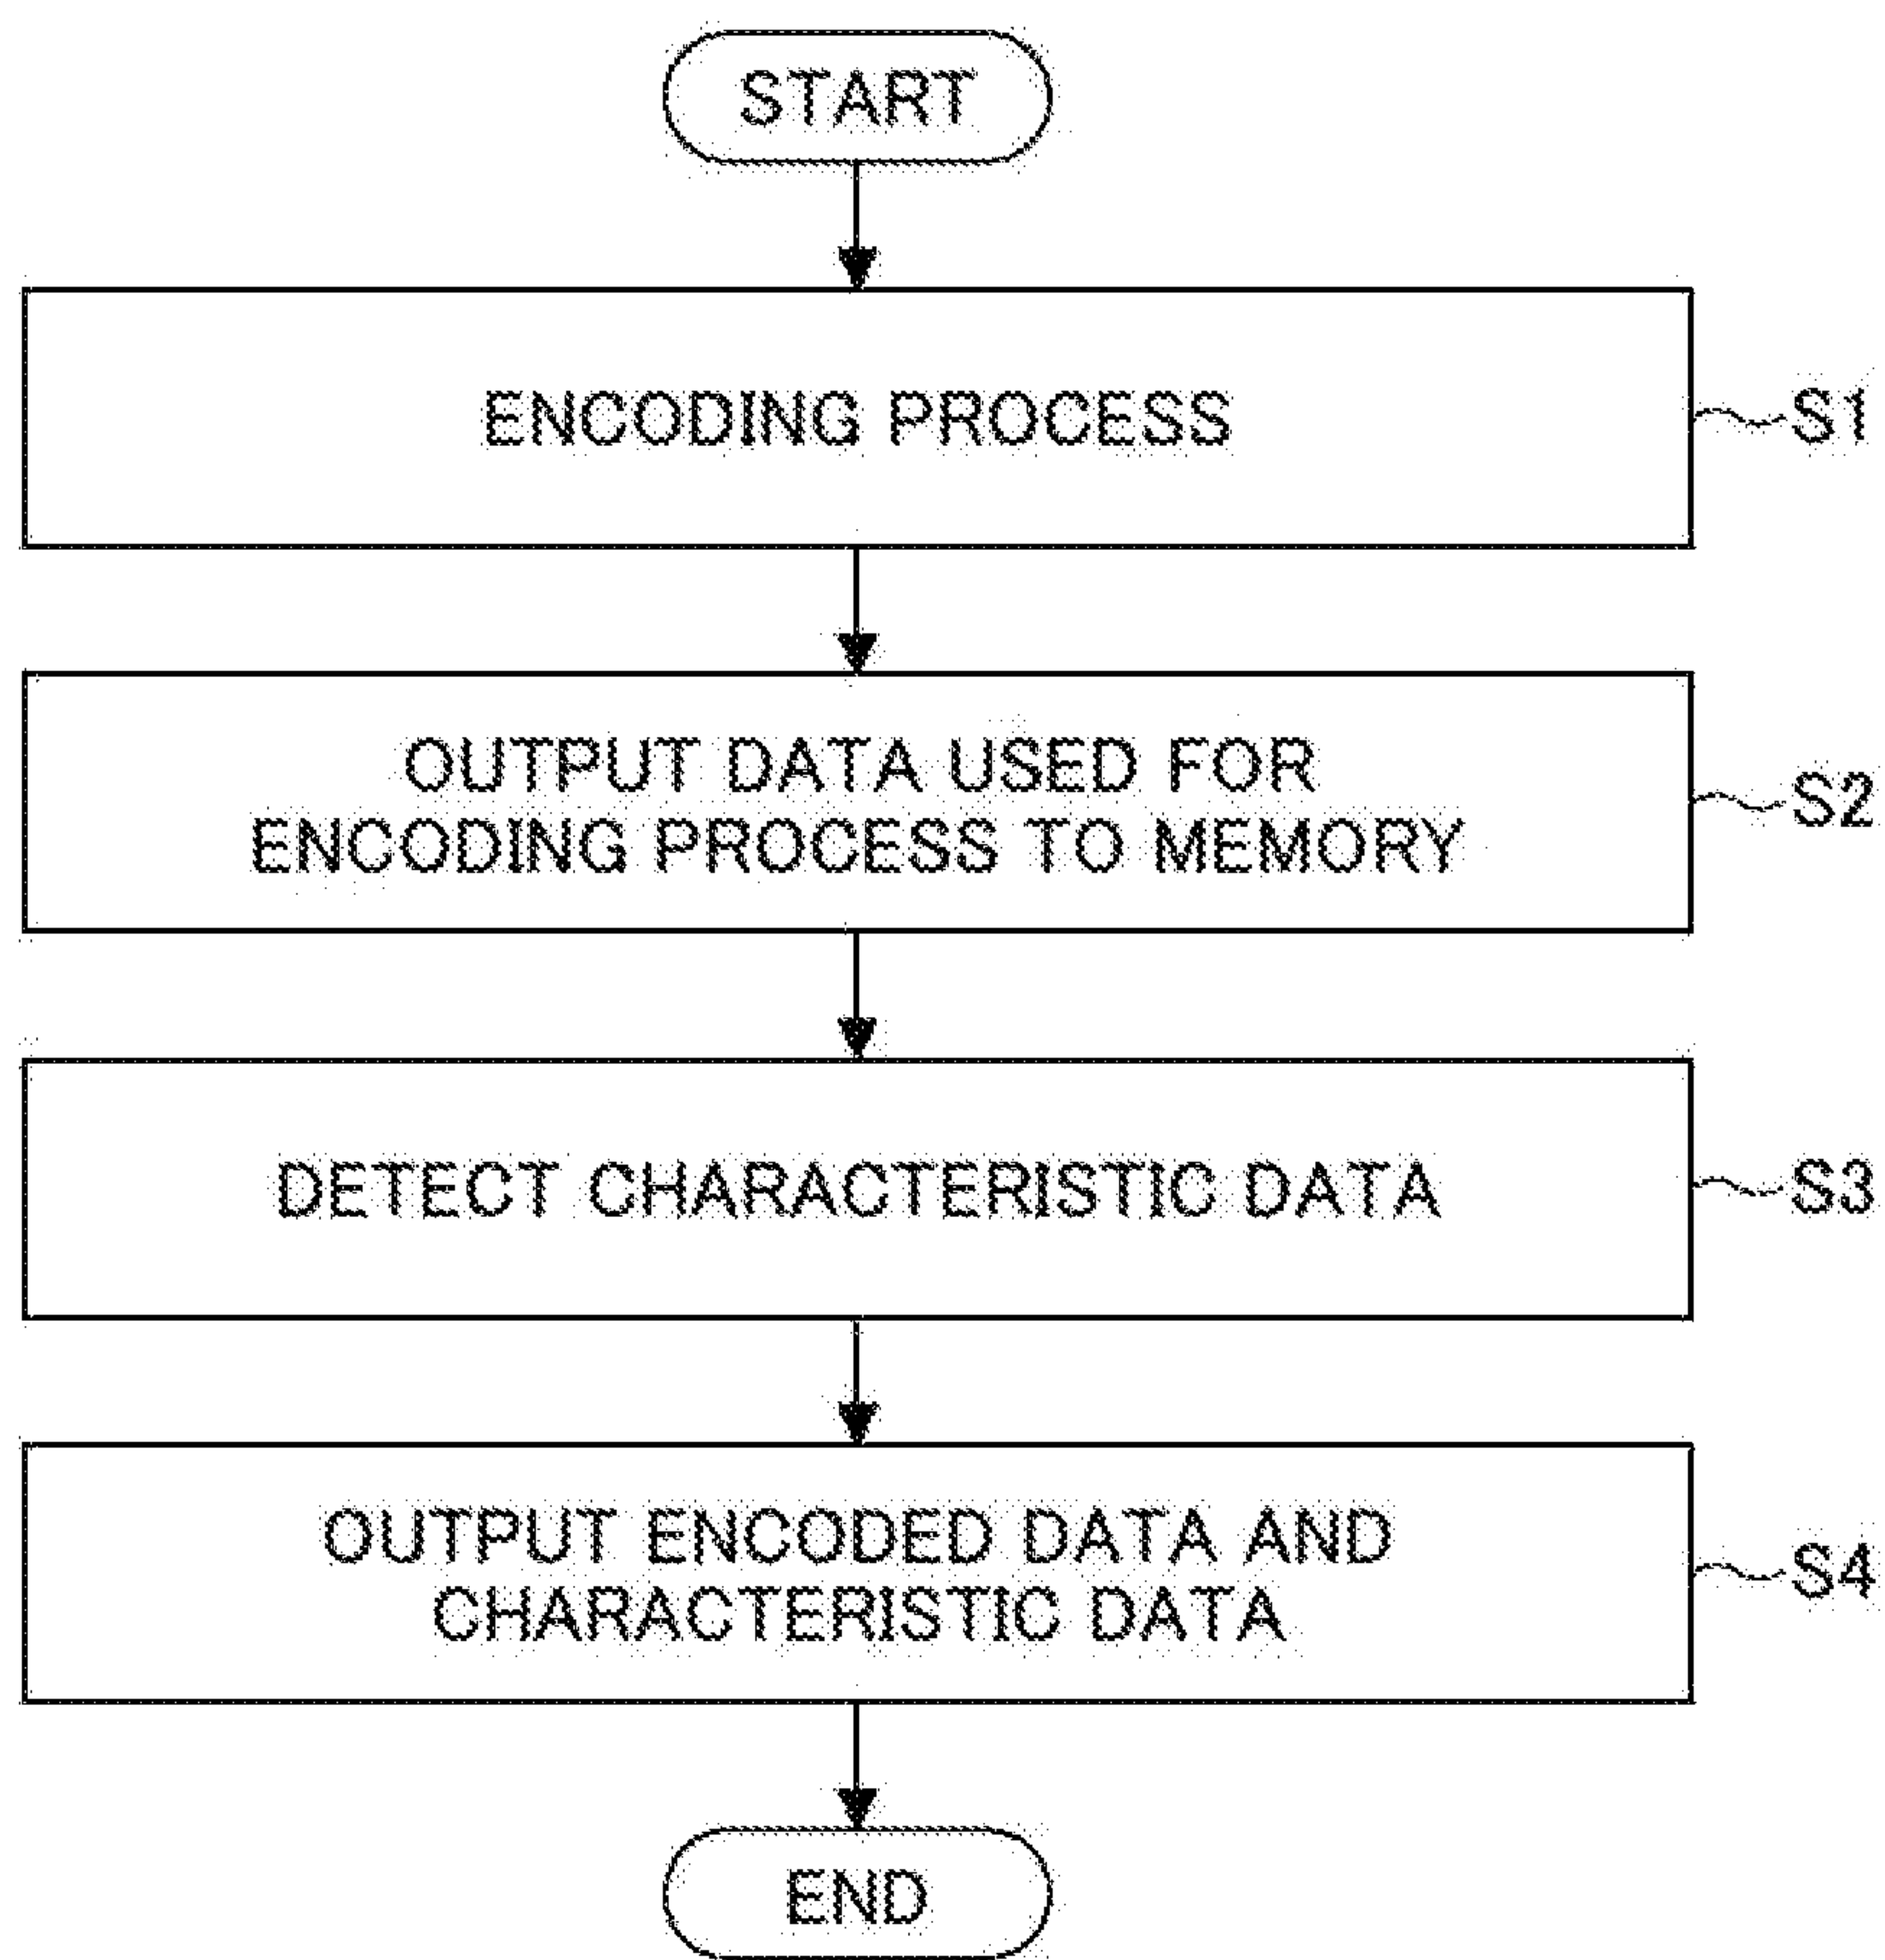 START
ENCODING PROCESS
S1
OUTPUT DATA USED FOR
ENCODING PROCESS TO MEMORY
S2
DETECT CHARACTERISTIC DATA
S3
OUTPUT ENCODED DATA AND
CHARACTERISTIC DATA
S4
END